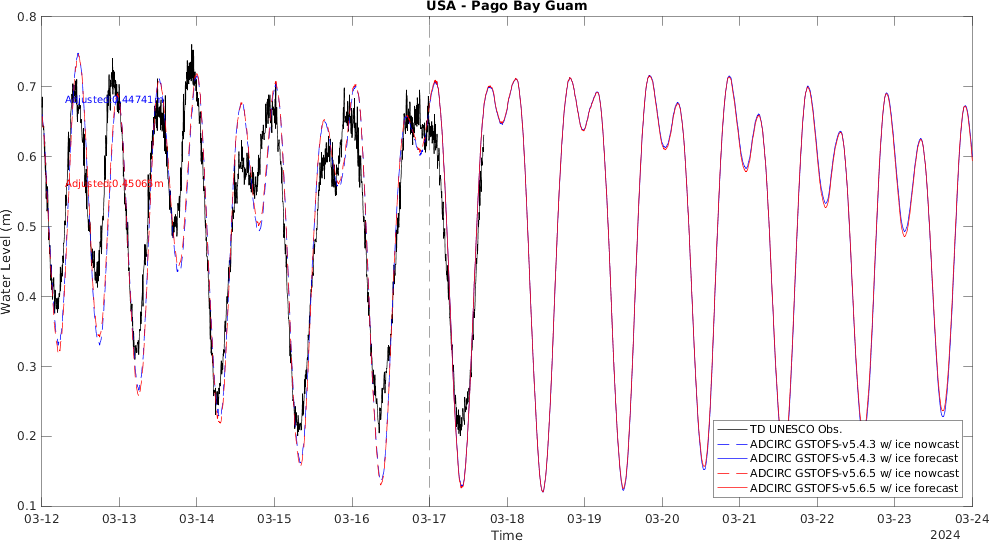 USA - Pago Bay Guam
0.8
0.7
0.6
0.5
0.4
0.3
0.2
0.1
Water Level (m)
Adjusted:0.44741m
Adjusted:0.45063m
TD UNESCO Obs.
ADCIRC GSTOFS-v5.4.3 w/ ice nowcast
ADCIRC GSTOFS-v5.4.3 w/ ice forecast
ADCIRC GSTOFS-v5.6.5 w/ ice nowcast
ADCIRC GSTOFS-v5.6.5 w/ ice forecast
03-12 03-13 03-14 03-15 03-16 03-17 03-18 03-19 03-20 03-21 03-22 03-23 03-24
Time
2024